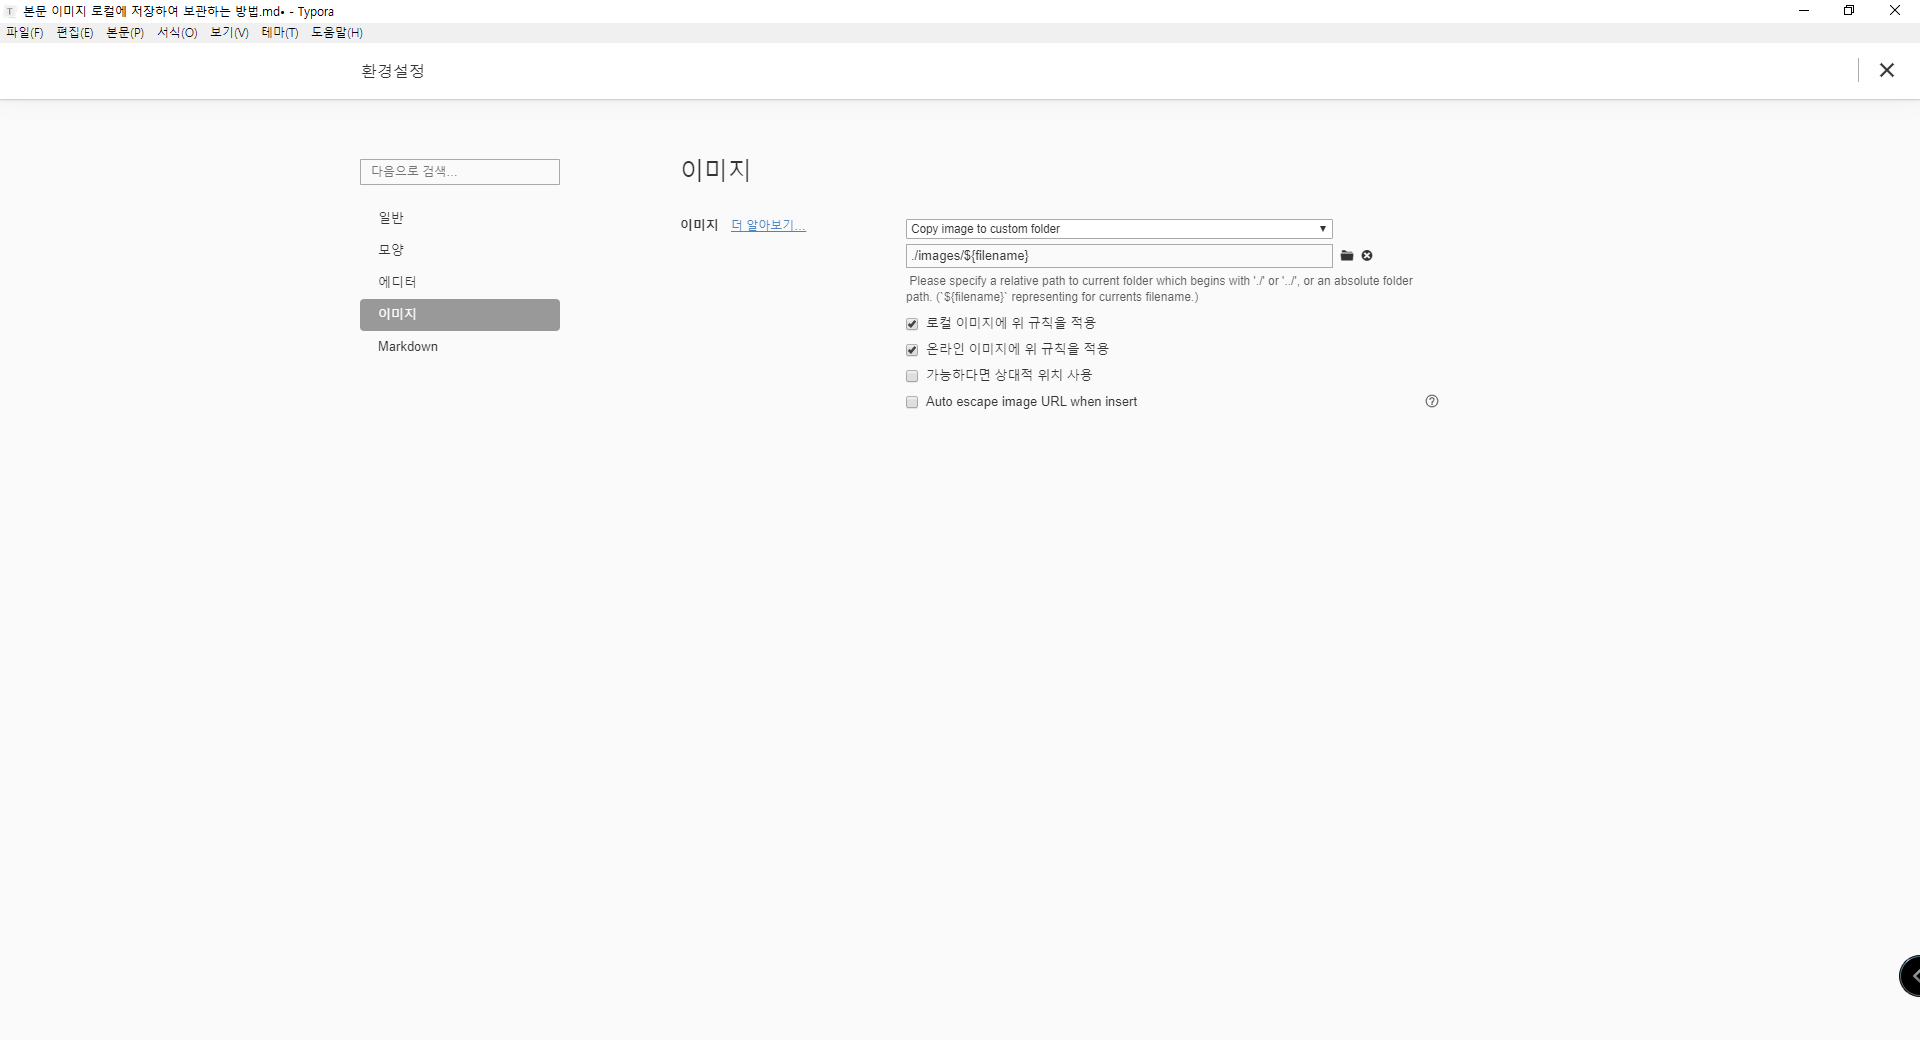 T 본문 이미지 로컬에 저장하여 보관하는 방법.md• - Typora
파일(F) 편집(E) 본문(P) 서식(O) 보기(V) 테마(T) 도움말(H)
환경설정
다음으로 검색...
일반
모양
에디터
이미지
Markdown
이미지
이미지 더 알아보기...
Copy image to custom folder
./images/${filename}
Please specify a relative path to current folder which begins with './' or '../', or an absolute folder
path. (`${filename}` representing for currents filename.)
로컬 이미지에 위 규칙을 적용
온라인 이미지에 위 규칙을 적용
가능하다면 상대적 위치 사용
Auto escape image URL when insert